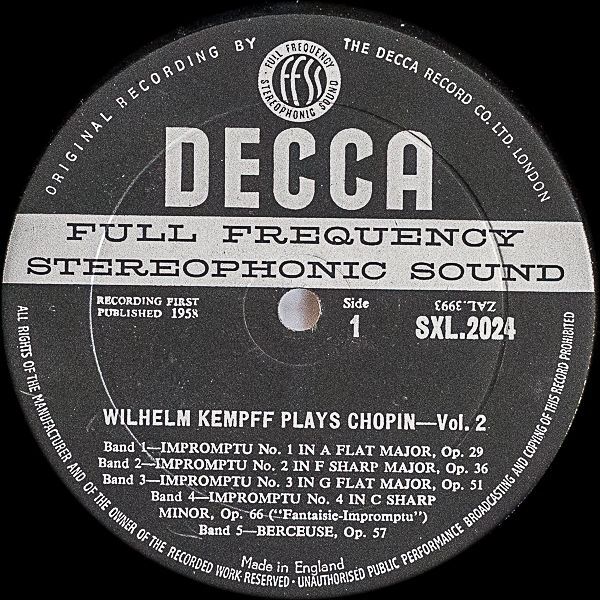 ORIGINAL RECORDING BY
THE DECCA RECORD CO. LTD. LONDON
FULL FREQUENCY
ffss
STEREOPHONIC SOUND
DECCA
FULL FREQUENCY
STEREOPHONIC SOUND
RECORDING FIRST
PUBLISHED 1958
Side
1
ZAL.3993
SXL.2024
WILHELM KEMPFF PLAYS CHOPIN—Vol. 2
Band 1—IMPROMPTU No. 1 IN A FLAT MAJOR, Op. 29
Band 2—IMPROMPTU No. 2 IN F SHARP MAJOR, Op. 36
Band 3—IMPROMPTU No. 3 IN G FLAT MAJOR, Op. 51
Band 4—IMPROMPTU No. 4 IN C SHARP
MINOR, Op. 66 ("Fantaisie-Impromptu")
Band 5—BERCEUSE, Op. 57
Made in England
ALL RIGHTS OF THE MANUFACTURER AND OF THE OWNER OF THE RECORDED WORK RESERVED · UNAUTHORISED PUBLIC PERFORMANCE BROADCASTING AND COPYING OF THIS RECORD PROHIBITED